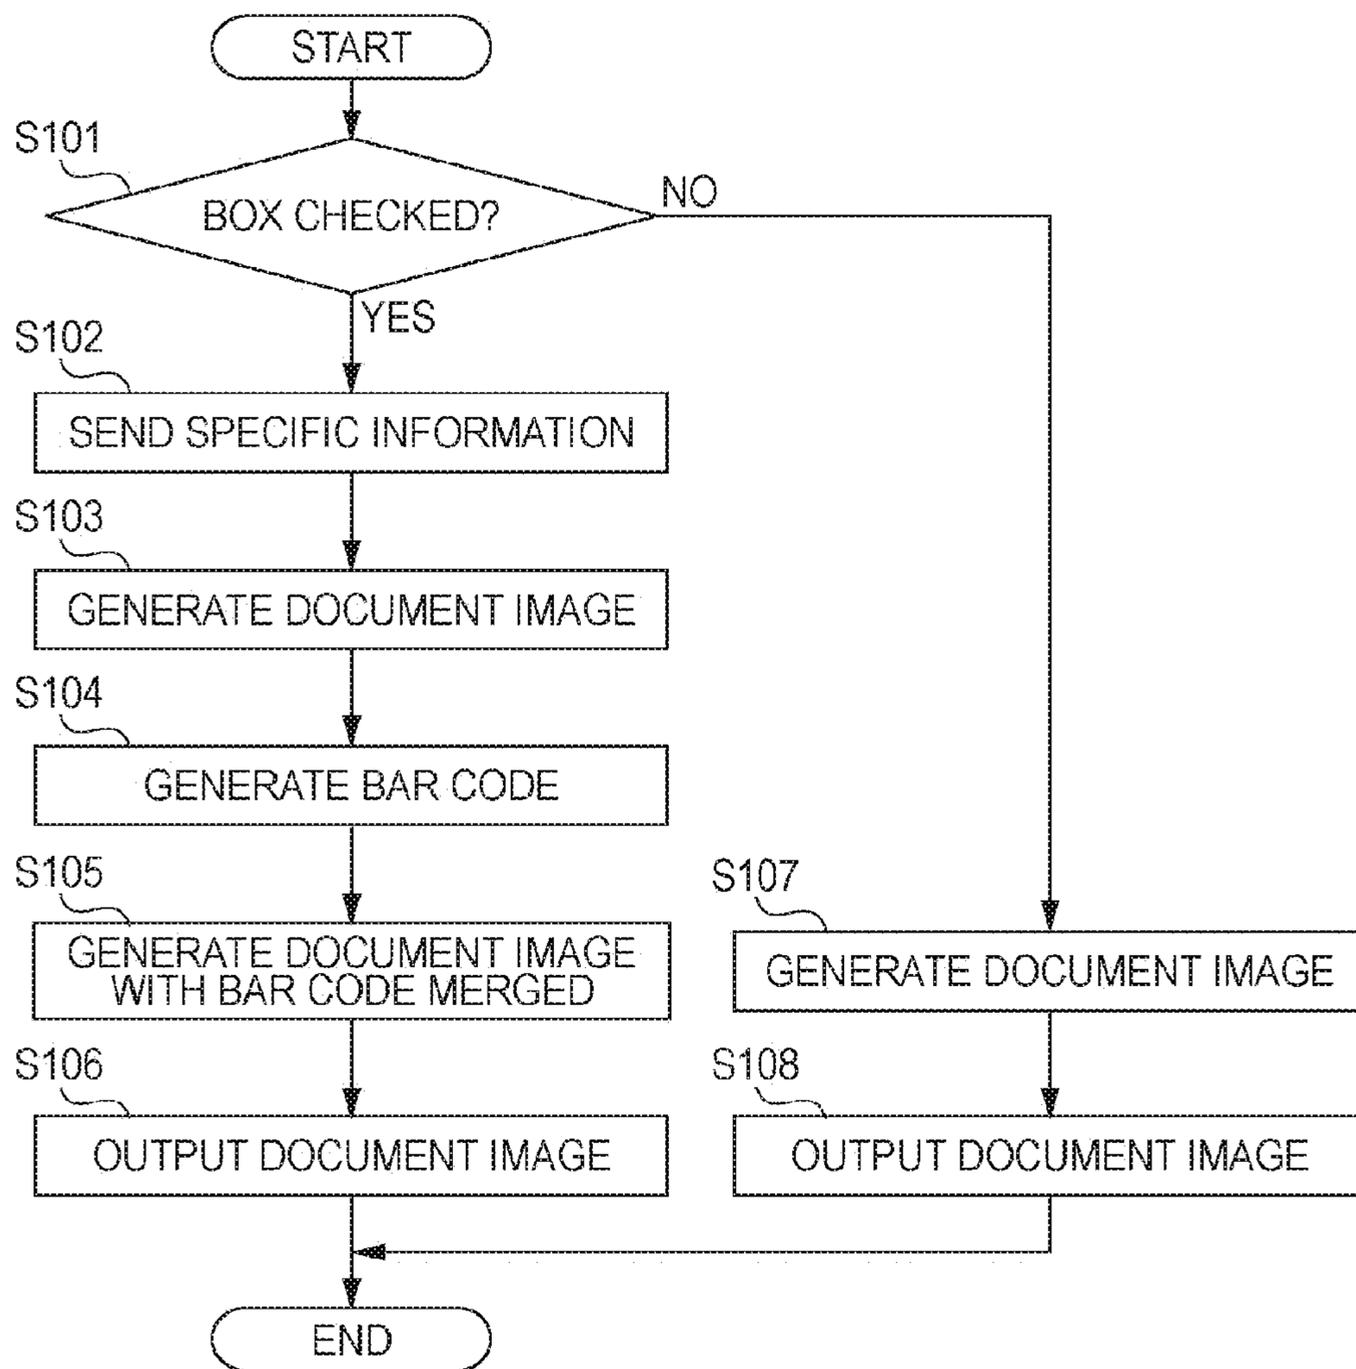 START
S101
BOX CHECKED?
NO
YES
S102
SEND SPECIFIC INFORMATION
S103
GENERATE DOCUMENT IMAGE
S104
GENERATE BAR CODE
S105
GENERATE DOCUMENT IMAGE
WITH BAR CODE MERGED
S106
OUTPUT DOCUMENT IMAGE
S107
GENERATE DOCUMENT IMAGE
S108
OUTPUT DOCUMENT IMAGE
END